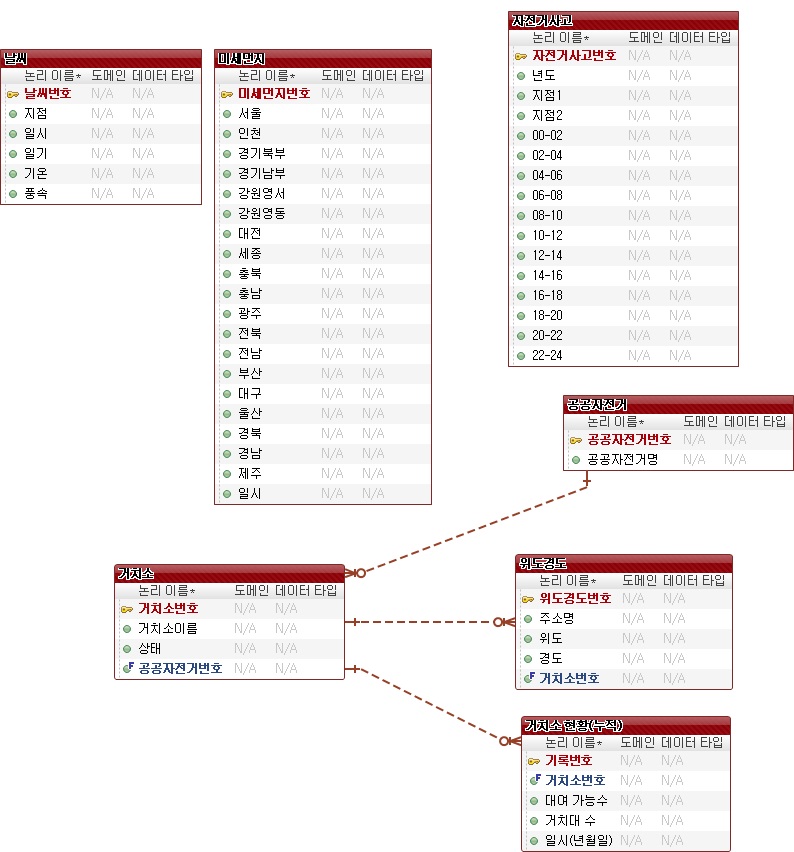 날씨
논리 이름* 도메인 데이터 타입
날씨번호 N/A N/A
지점 N/A N/A
일시 N/A N/A
일기 N/A N/A
기온 N/A N/A
풍속 N/A N/A
미세먼지
논리 이름* 도메인 데이터 타입
미세먼지번호 N/A N/A
서울 N/A N/A
인천 N/A N/A
경기북부 N/A N/A
경기남부 N/A N/A
강원영서 N/A N/A
강원영동 N/A N/A
대전 N/A N/A
세종 N/A N/A
충북 N/A N/A
충남 N/A N/A
광주 N/A N/A
전북 N/A N/A
전남 N/A N/A
부산 N/A N/A
대구 N/A N/A
울산 N/A N/A
경북 N/A N/A
경남 N/A N/A
제주 N/A N/A
일시 N/A N/A
자전거사고
논리 이름* 도메인 데이터 타입
자전거사고번호 N/A N/A
년도 N/A N/A
지점1 N/A N/A
지점2 N/A N/A
00-02 N/A N/A
02-04 N/A N/A
04-06 N/A N/A
06-08 N/A N/A
08-10 N/A N/A
10-12 N/A N/A
12-14 N/A N/A
14-16 N/A N/A
16-18 N/A N/A
18-20 N/A N/A
20-22 N/A N/A
22-24 N/A N/A
공공자전거
논리 이름* 도메인 데이터 타입
공공자전거번호 N/A N/A
공공자전거명 N/A N/A
거치소
논리 이름* 도메인 데이터 타입
거치소번호 N/A N/A
거치소이름 N/A N/A
상태 N/A N/A
F 공공자전거번호 N/A N/A
위도경도
논리 이름* 도메인 데이터 타입
위도경도번호 N/A N/A
주소명 N/A N/A
위도 N/A N/A
경도 N/A N/A
F 거치소번호 N/A N/A
거치소 현황(누적)
논리 이름* 도메인 데이터 타입
기록번호 N/A N/A
F 거치소번호 N/A N/A
대여 가능수 N/A N/A
거치대 수 N/A N/A
일시(년월일) N/A N/A